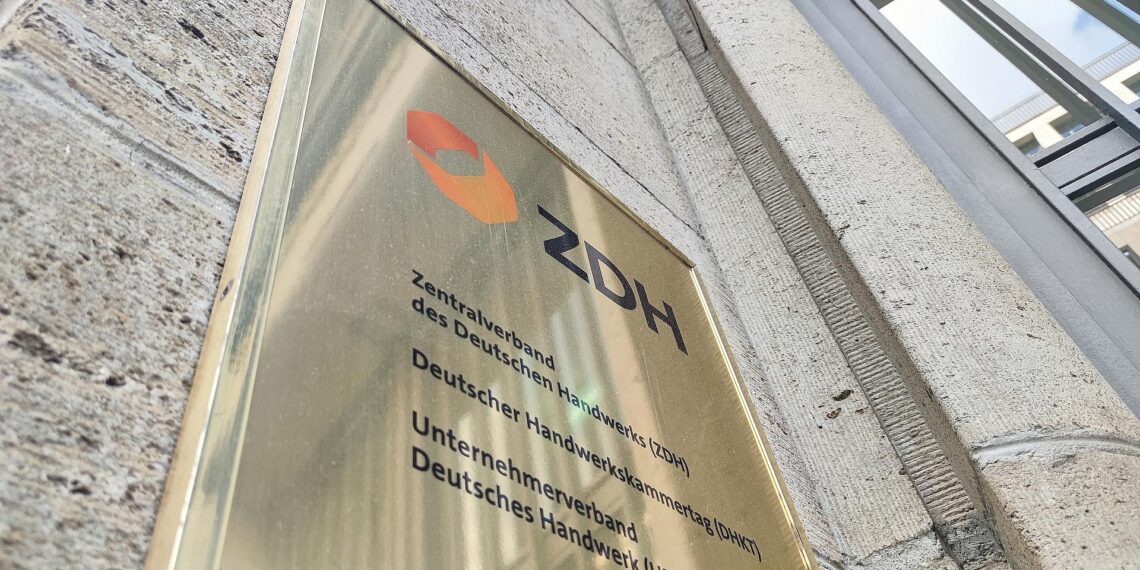 ZDH
Zentralverband
des Deutschen Handwerks (ZDH)
Deutscher Handwerkskammertag (DHKT)
Unternehmerverband
Deutsches Handwerk